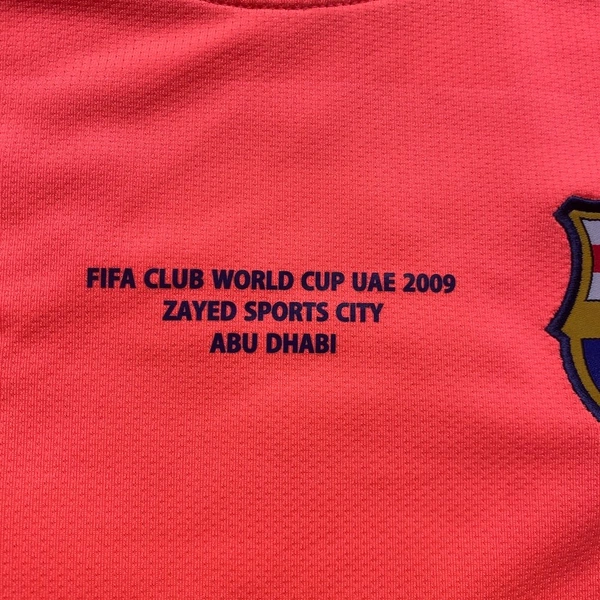 FIFA CLUB WORLD CUP UAE 2009
ZAYED SPORTS CITY
ABU DHABI